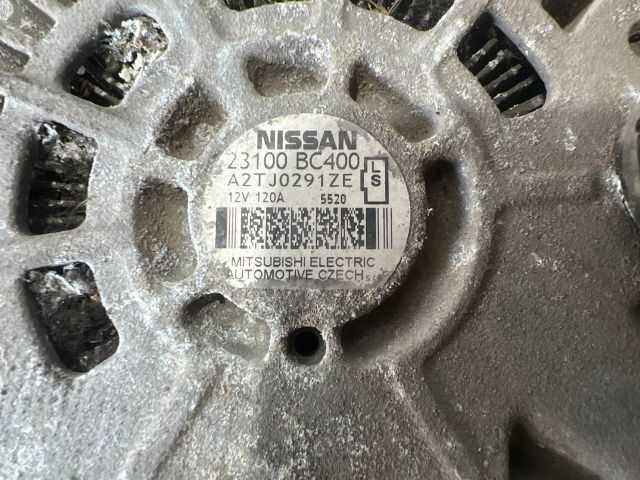 NISSAN
23100 BC400
A2TJ0291ZE
L
S
12V 120A 5520
MITSUBISHI ELECTRIC
AUTOMOTIVE CZECH s.r.o.